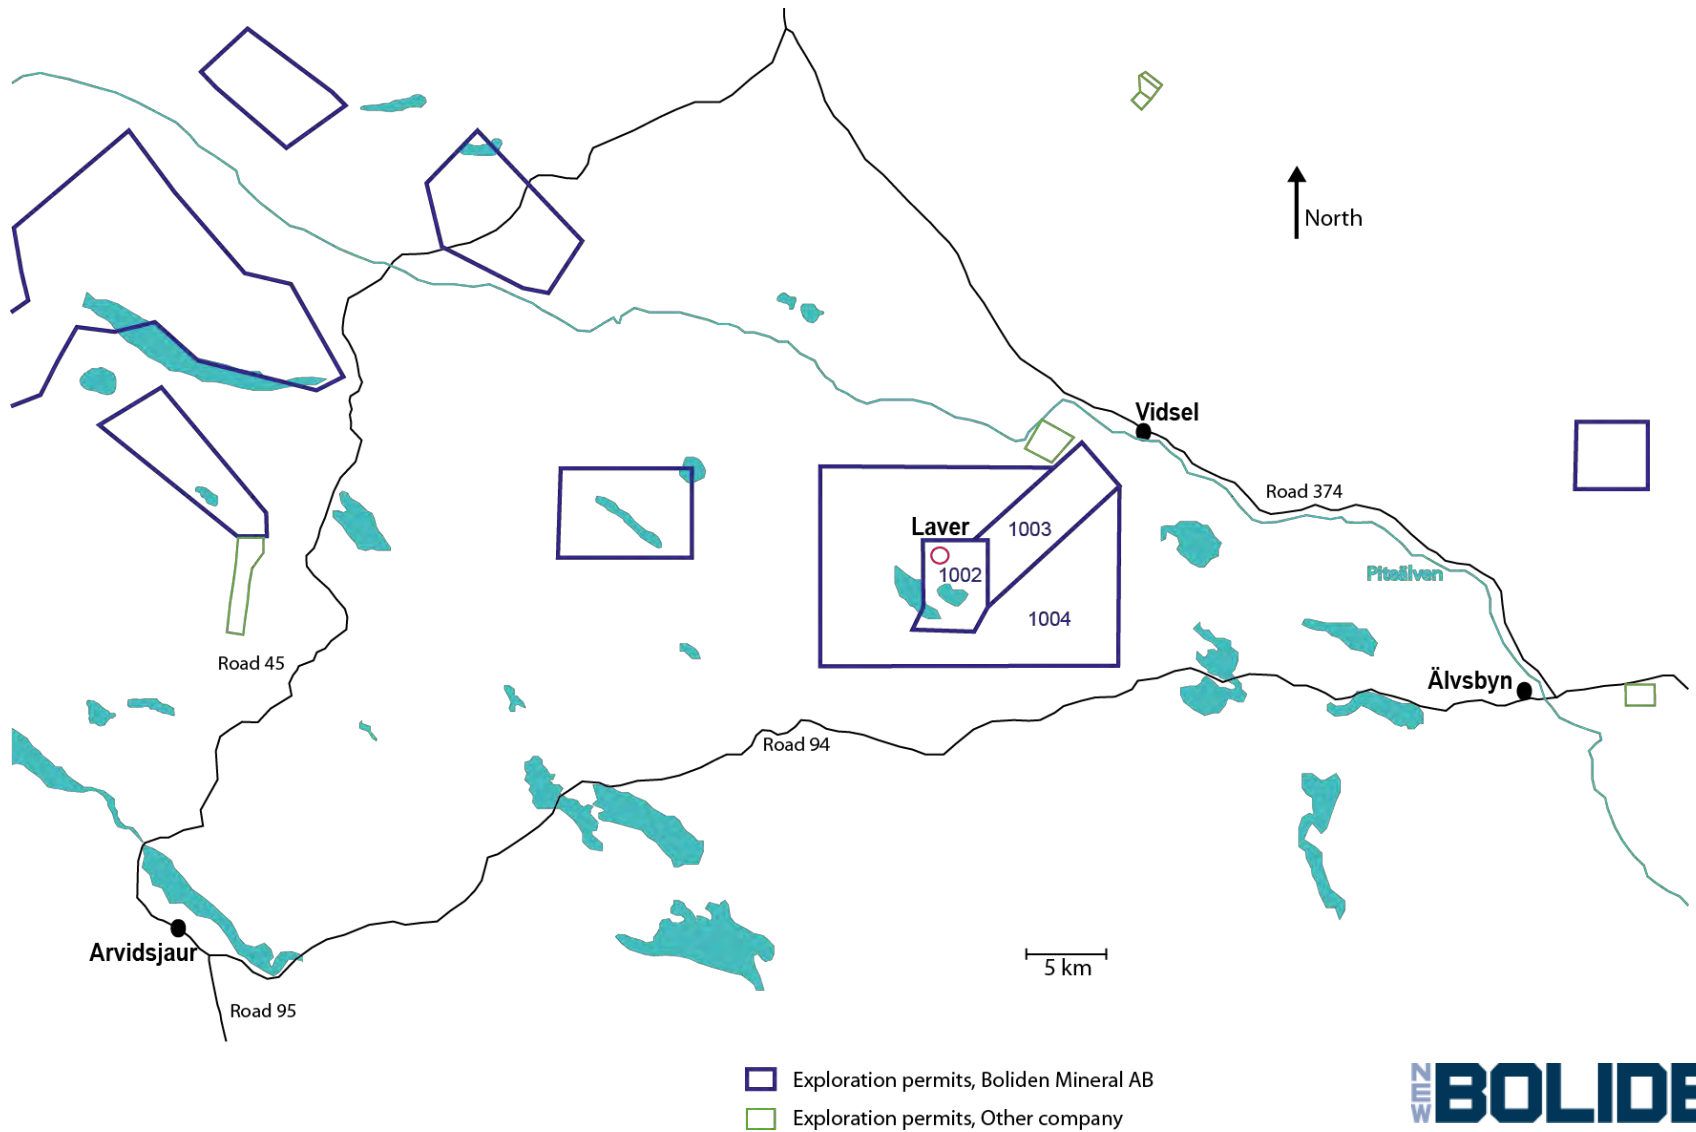 North
Vidsel
Road 374
Laver
1003
1002
Piteälven
1004
Road 45
Älvsbyn
Road 94
Arvidsjaur
5 km
Road 95
Exploration permits, Boliden Mineral AB
Exploration permits, Other company
NEW BOLIDE